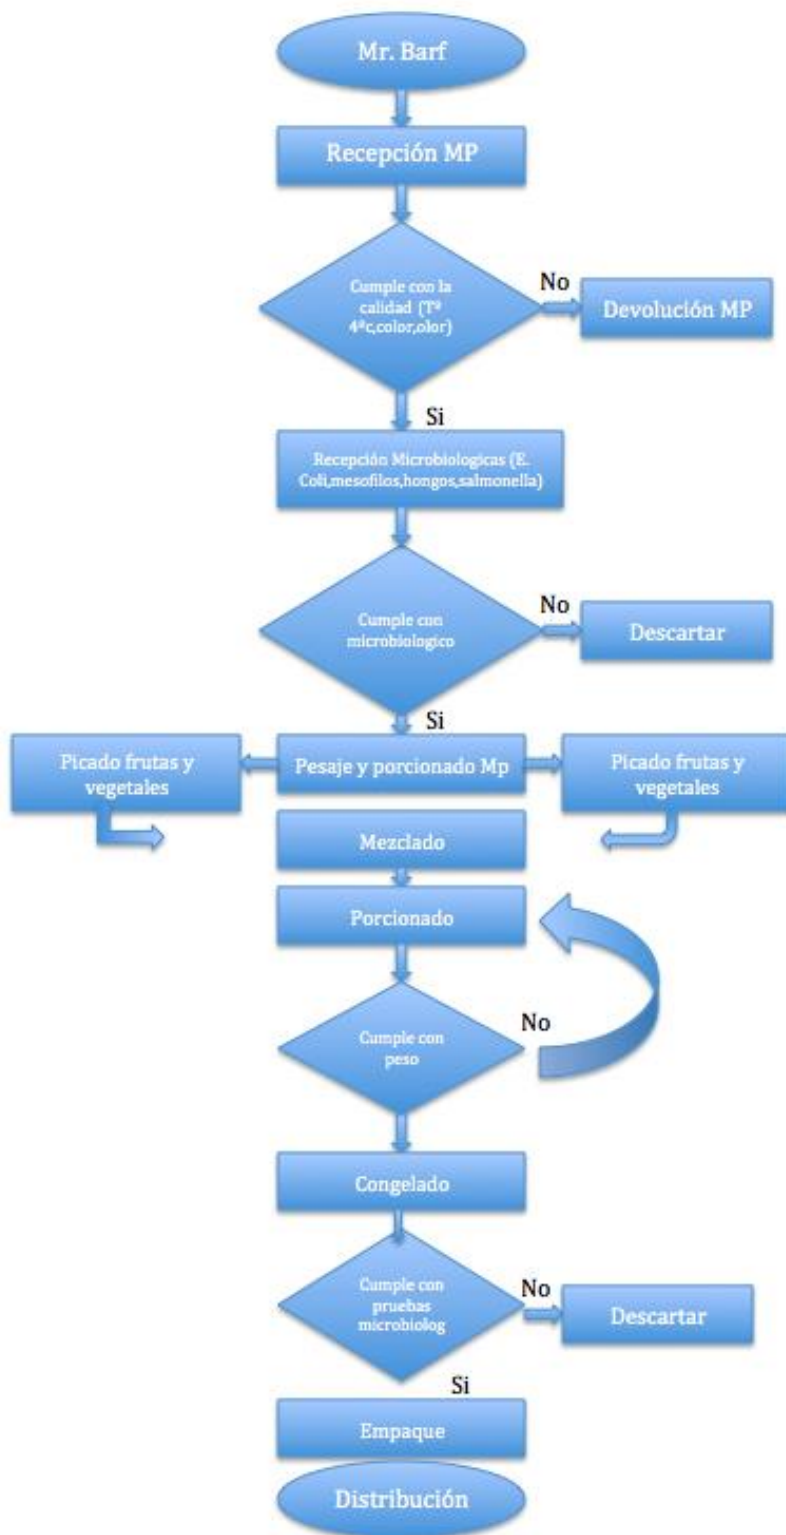 Mr. Barf
Recepción MP
Cumple con la
calidad (Tª
4ªc,color,olor)
No
Devolución MP
Si
Recepción Microbiologicas (E.
Coli,mesofilos,hongos,salmonella)
Cumple con
microbiologico
No
Descartar
Si
Picado frutas y
vegetales
Pesaje y porcionado Mp
Picado frutas y
vegetales
Mezclado
Porcionado
Cumple con
peso
No
Congelado
Cumple con
pruebas
microbiolog
No
Descartar
Si
Empaque
Distribución